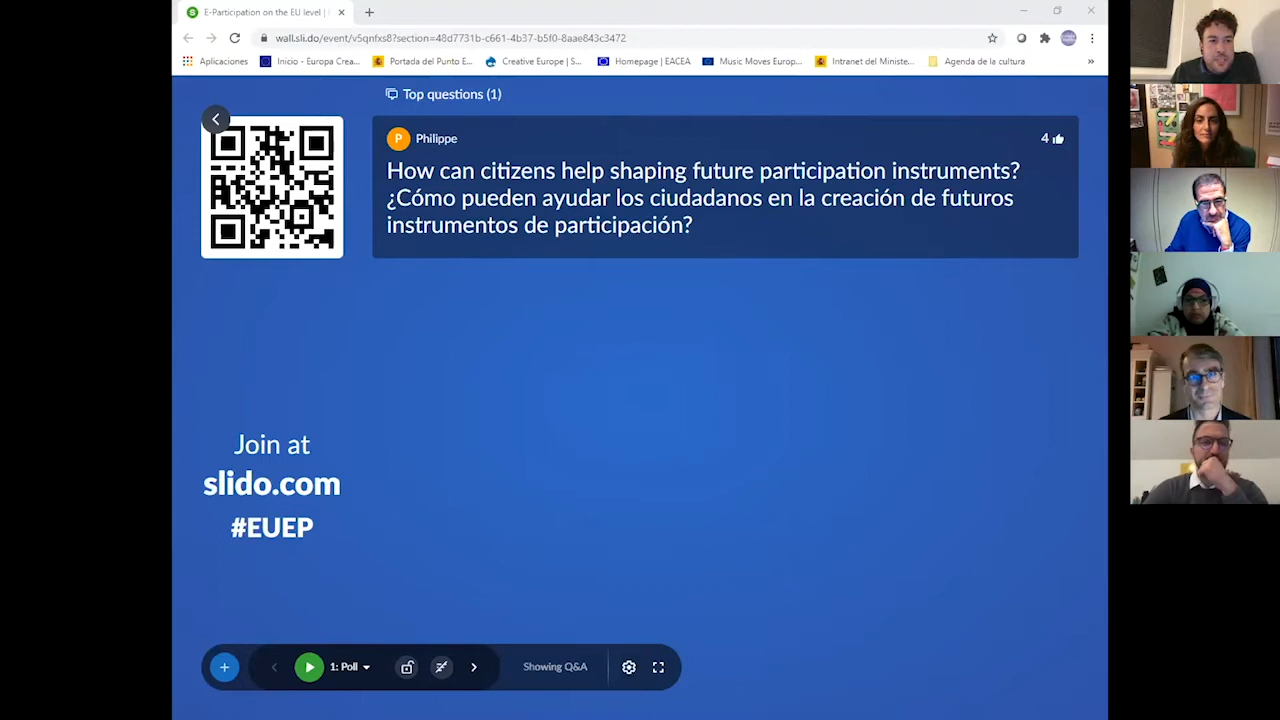 E-Participation on the EU level |
wall.sli.do/event/v5qnfxs8?section=48d7731b-c661-4b37-b5f0-8aae843c3472
Aplicaciones
Inicio - Europa Crea...
Portada del Punto E...
Creative Europe | S...
Homepage | EACEA
Music Moves Europ...
Intranet del Ministe...
Agenda de la cultura
»
Top questions (1)
P Philippe
4
How can citizens help shaping future participation instruments?
¿Cómo pueden ayudar los ciudadanos en la creación de futuros
instrumentos de participación?
Join at
slido.com
#EUEP
1: Poll
Showing Q&A